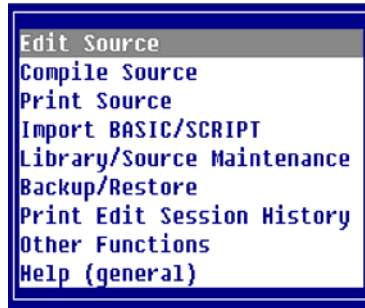 Edit Source
Compile Source
Print Source
Import BASIC/SCRIPT
Library/Source Maintenance
Backup/Restore
Print Edit Session History
Other Functions
Help (general)